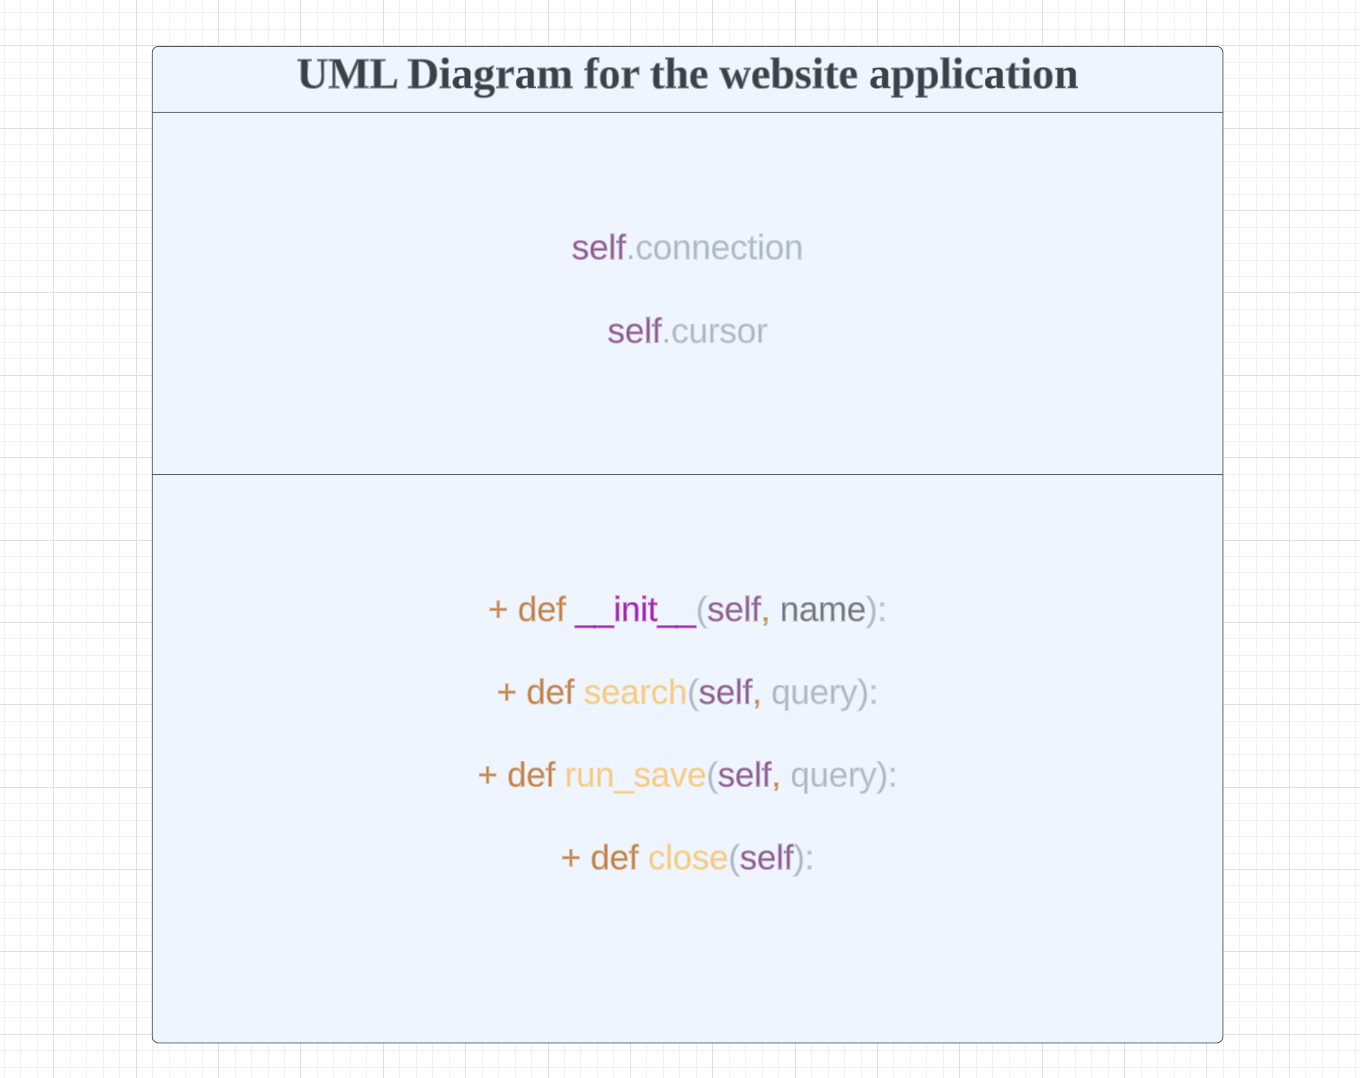 UML Diagram for the website application
self.connection
self.cursor
+ def __init__(self, name):
+ def search(self, query):
+ def run_save(self, query):
+ def close(self):